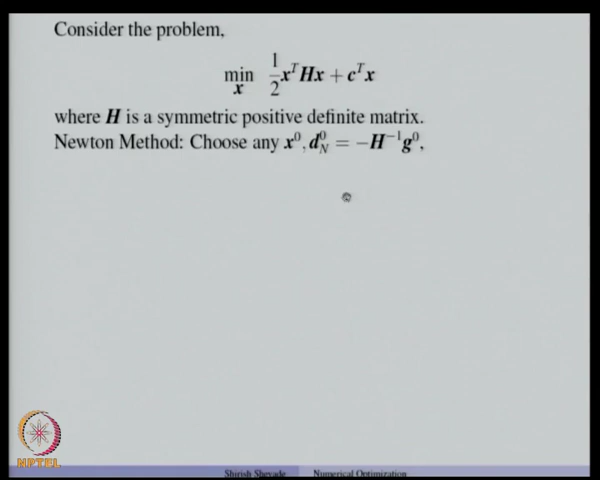 Consider the problem,
min_x 1/2 x^T Hx + c^T x
where H is a symmetric positive definite matrix.
Newton Method: Choose any x^0, d_N^0 = −H^{−1}g^0,
NPTEL
Shirish Shevade Numerical Optimization